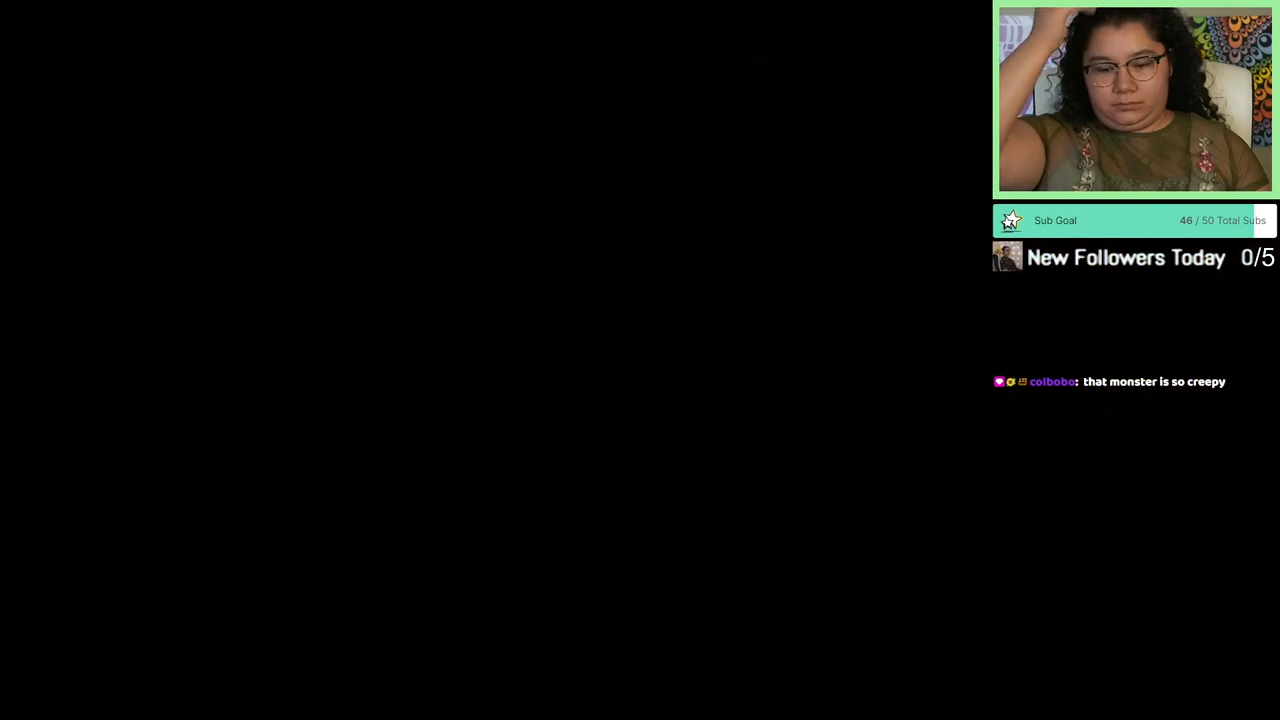 Sub Goal 46 / 50 Total Subs
New Followers Today 0/5
colbobo: that monster is so creepy